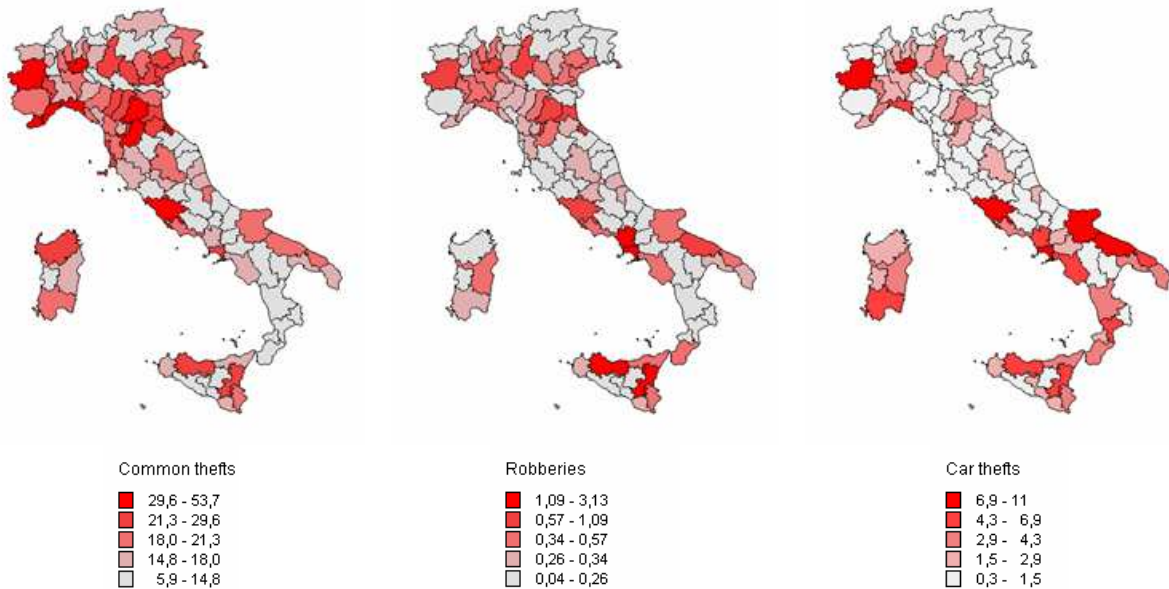 Common thefts
29,6 - 53,7
21,3 - 29,6
18,0 - 21,3
14,8 - 18,0
5,9 - 14,8
Robberies
1,09 - 3,13
0,57 - 1,09
0,34 - 0,57
0,26 - 0,34
0,04 - 0,26
Car thefts
6,9 - 11
4,3 - 6,9
2,9 - 4,3
1,5 - 2,9
0,3 - 1,5